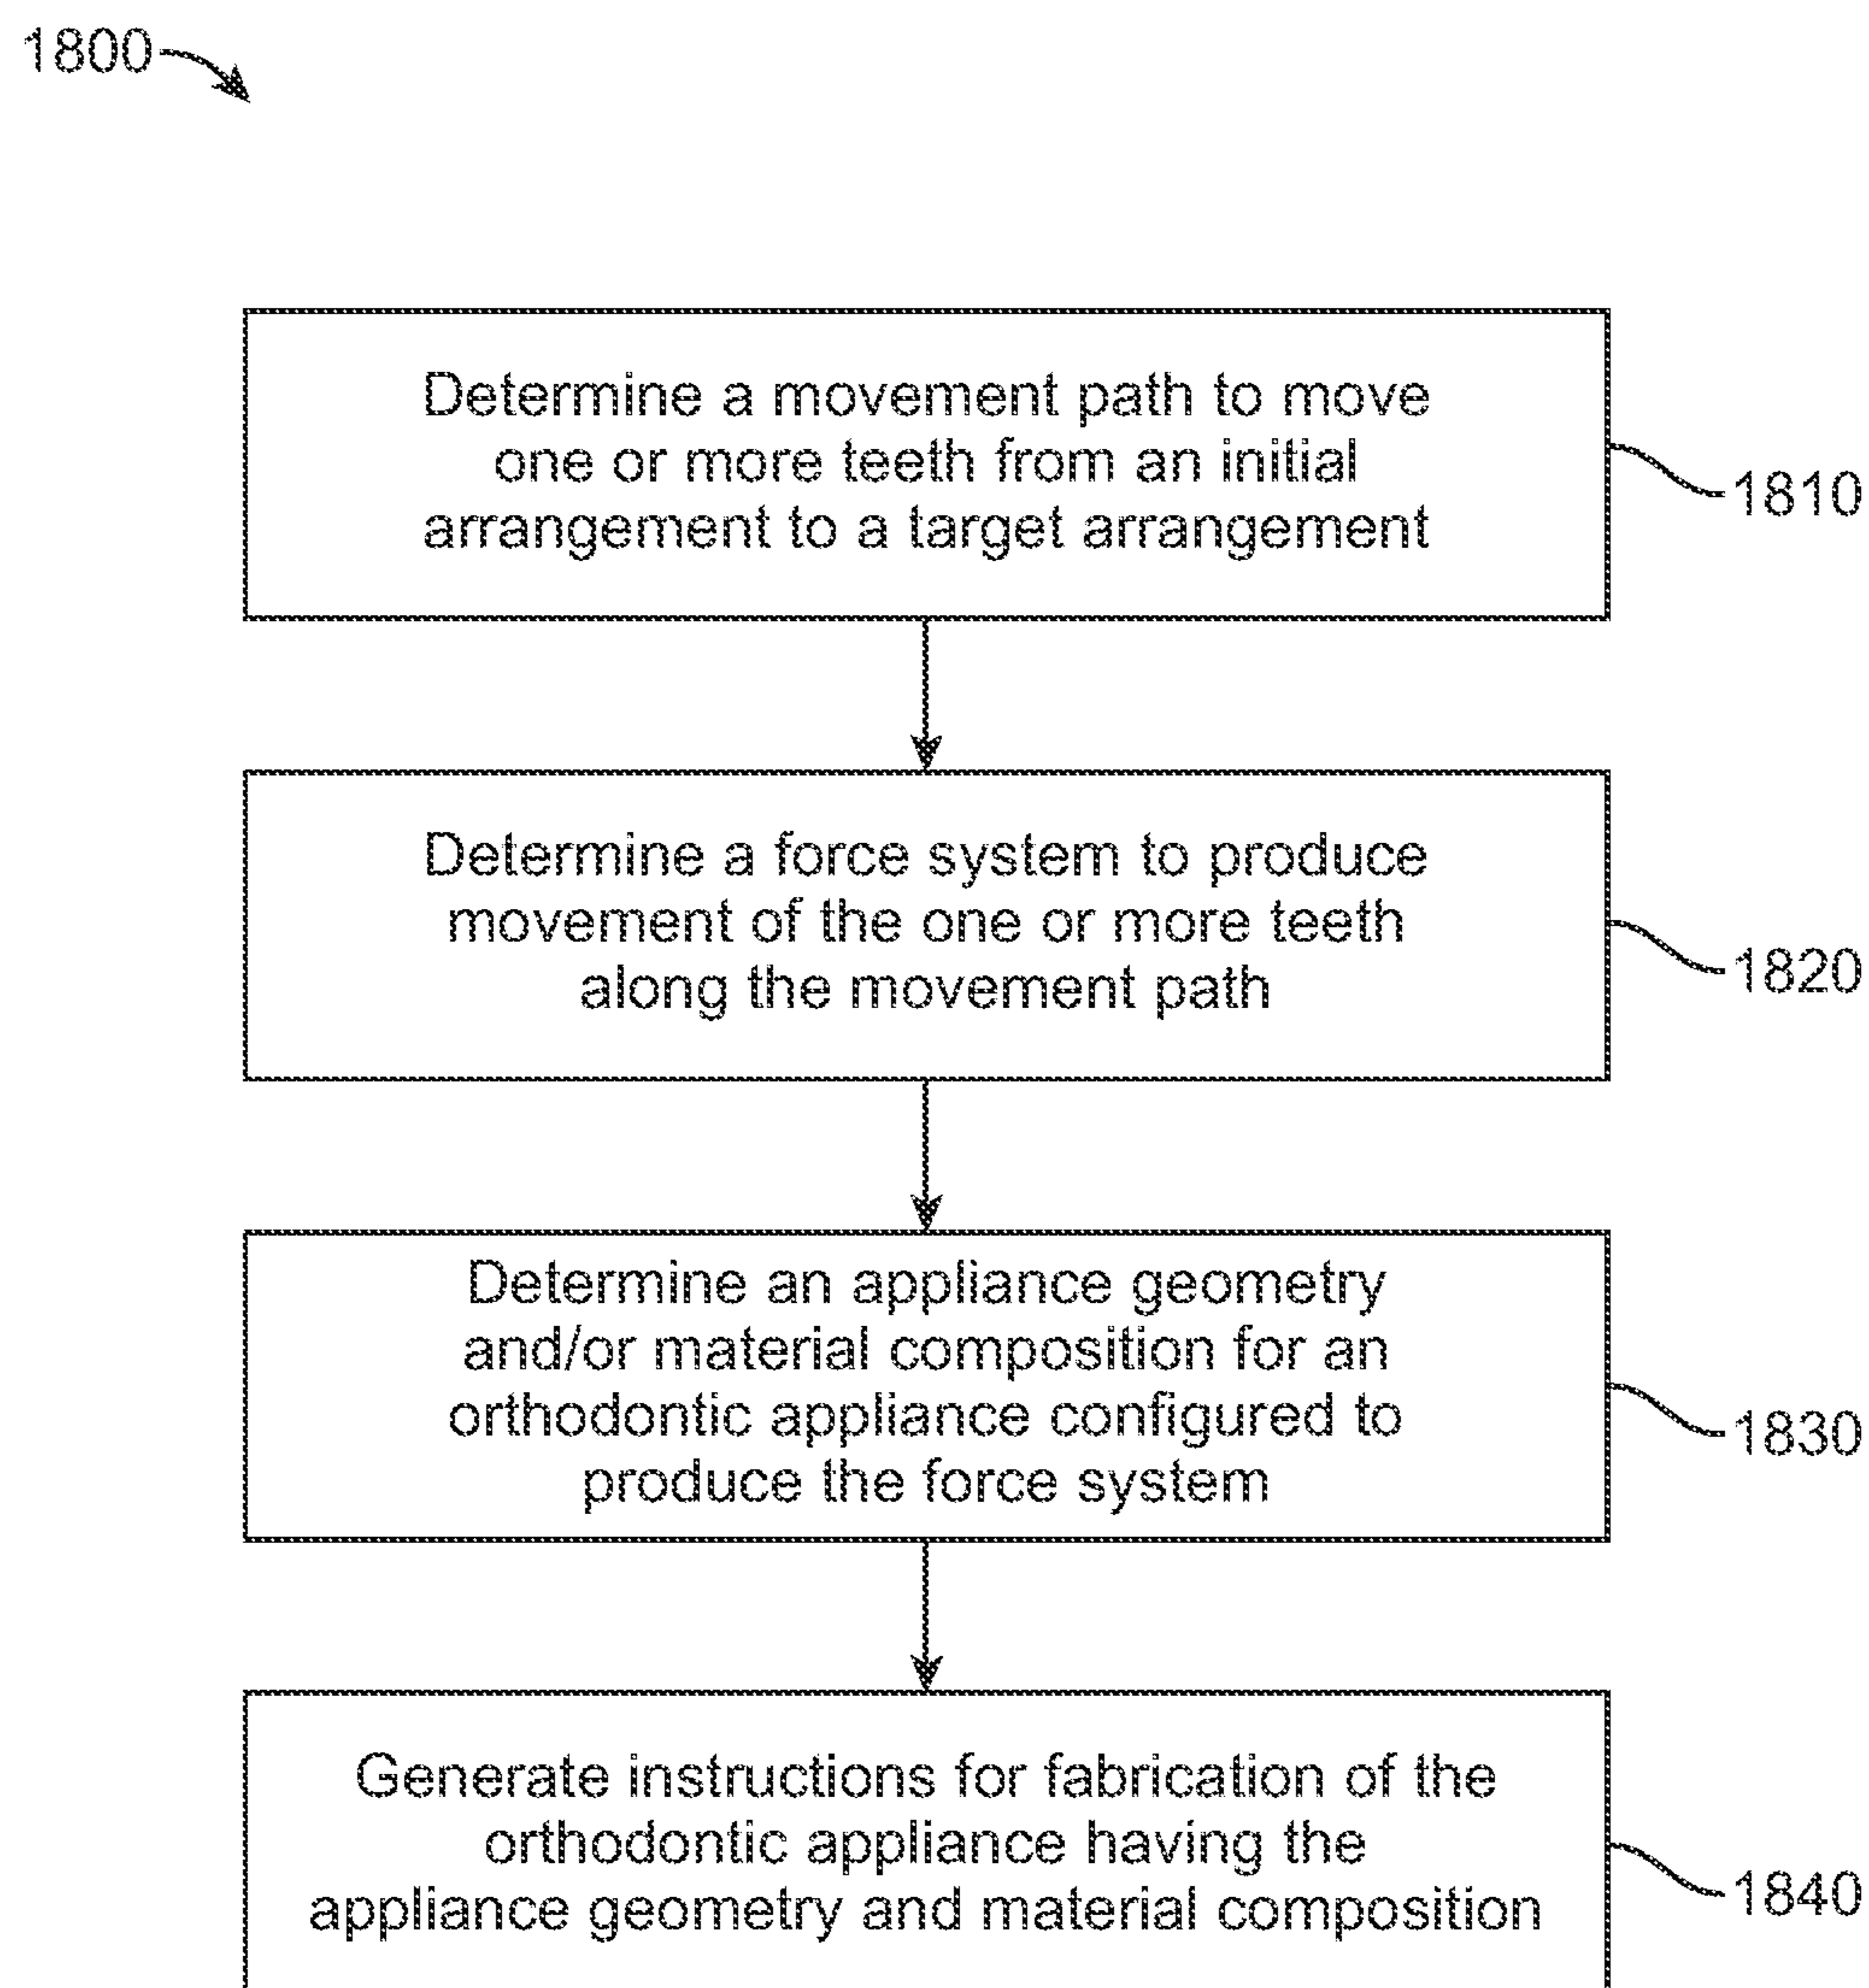 1800
Determine a movement path to move
one or more teeth from an initial
arrangement to a target arrangement
1810
Determine a force system to produce
movement of the one or more teeth
along the movement path
1820
Determine an appliance geometry
and/or material composition for an
orthodontic appliance configured to
produce the force system
1830
Generate instructions for fabrication of the
orthodontic appliance having the
appliance geometry and material composition
1840